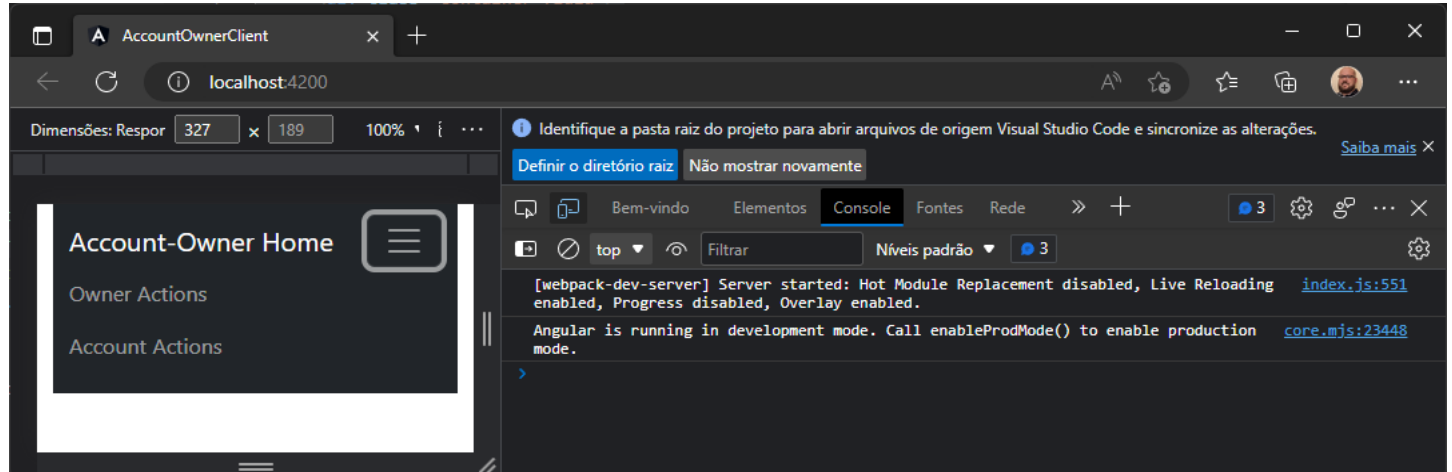 AccountOwnerClient
localhost:4200
Dimensões: Respor 327 x 189 100%
Identifique a pasta raiz do projeto para abrir arquivos de origem Visual Studio Code e sincronize as alterações.
Saiba mais
Definir o diretório raiz Não mostrar novamente
Bem-vindo Elementos Console Fontes Rede 3
top Filtrar Níveis padrão 3
[webpack-dev-server] Server started: Hot Module Replacement disabled, Live Reloading index.js:551
enabled, Progress disabled, Overlay enabled.
Angular is running in development mode. Call enableProdMode() to enable production core.mjs:23448
mode.
Account-Owner Home
Owner Actions
Account Actions